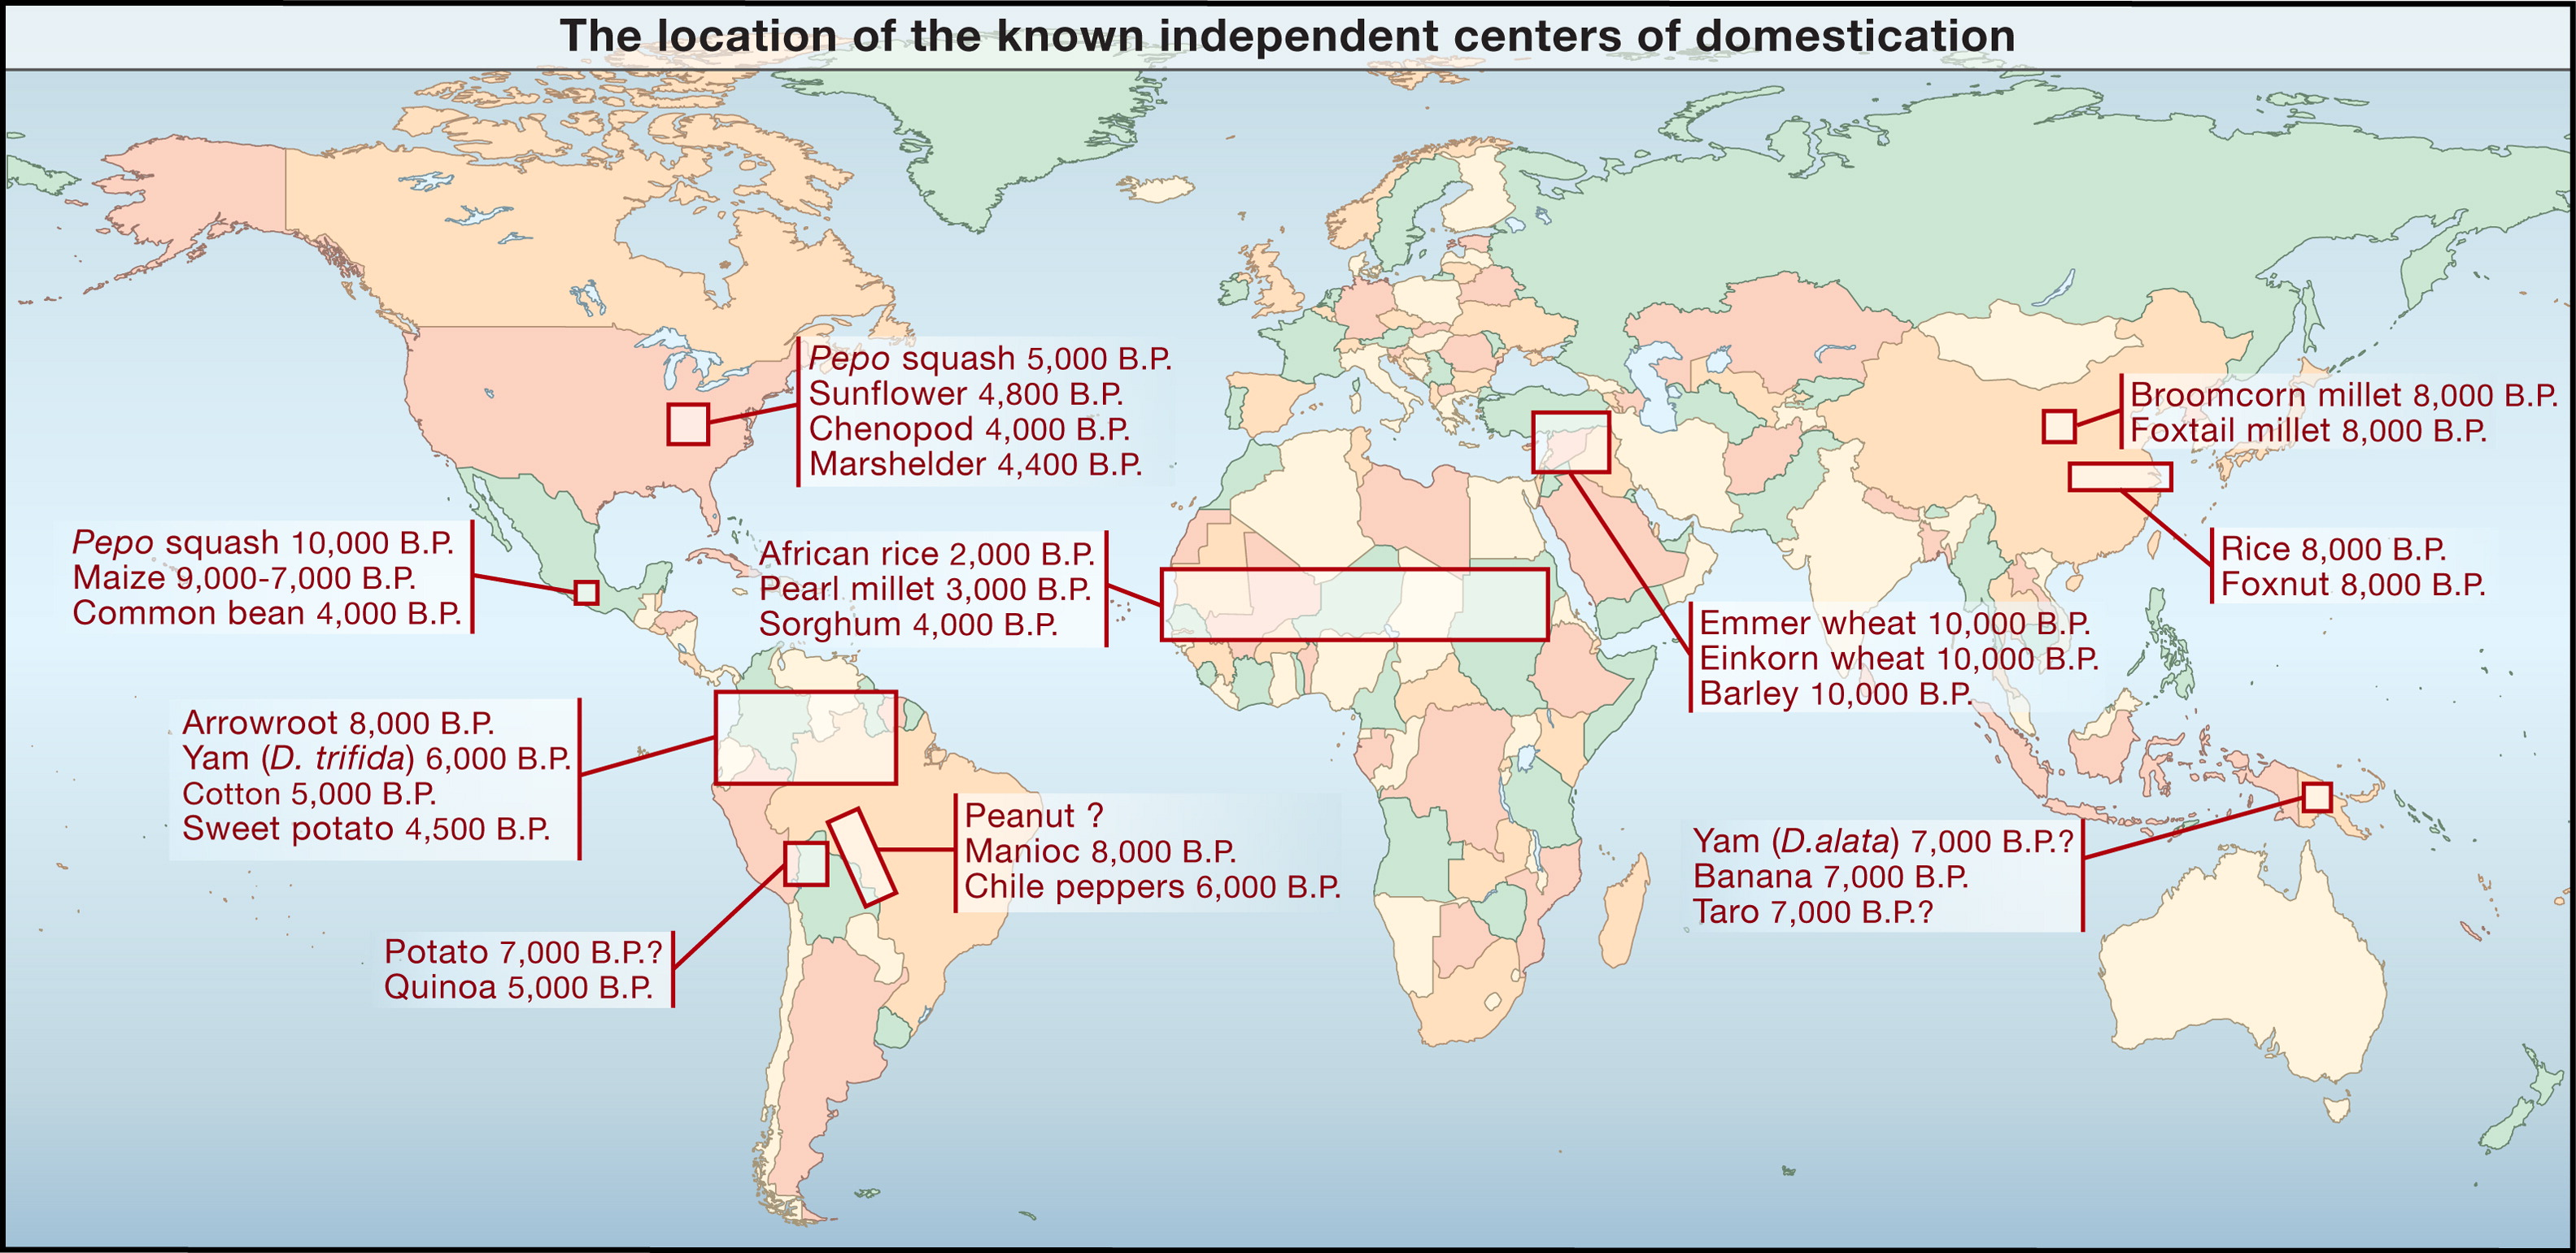 The location of the known independent centers of domestication
Pepo squash 5,000 B.P.
Sunflower 4,800 B.P.
Chenopod 4,000 B.P.
Marshelder 4,400 B.P.
Broomcorn millet 8,000 B.P.
Foxtail millet 8,000 B.P.
Pepo squash 10,000 B.P.
Maize 9,000-7,000 B.P.
Common bean 4,000 B.P.
African rice 2,000 B.P.
Pearl millet 3,000 B.P.
Sorghum 4,000 B.P.
Rice 8,000 B.P.
Foxnut 8,000 B.P.
Emmer wheat 10,000 B.P.
Einkorn wheat 10,000 B.P.
Barley 10,000 B.P.
Arrowroot 8,000 B.P.
Yam (D. trifida) 6,000 B.P.
Cotton 5,000 B.P.
Sweet potato 4,500 B.P.
Peanut ?
Manioc 8,000 B.P.
Chile peppers 6,000 B.P.
Yam (D.alata) 7,000 B.P.?
Banana 7,000 B.P.
Taro 7,000 B.P.?
Potato 7,000 B.P.?
Quinoa 5,000 B.P.